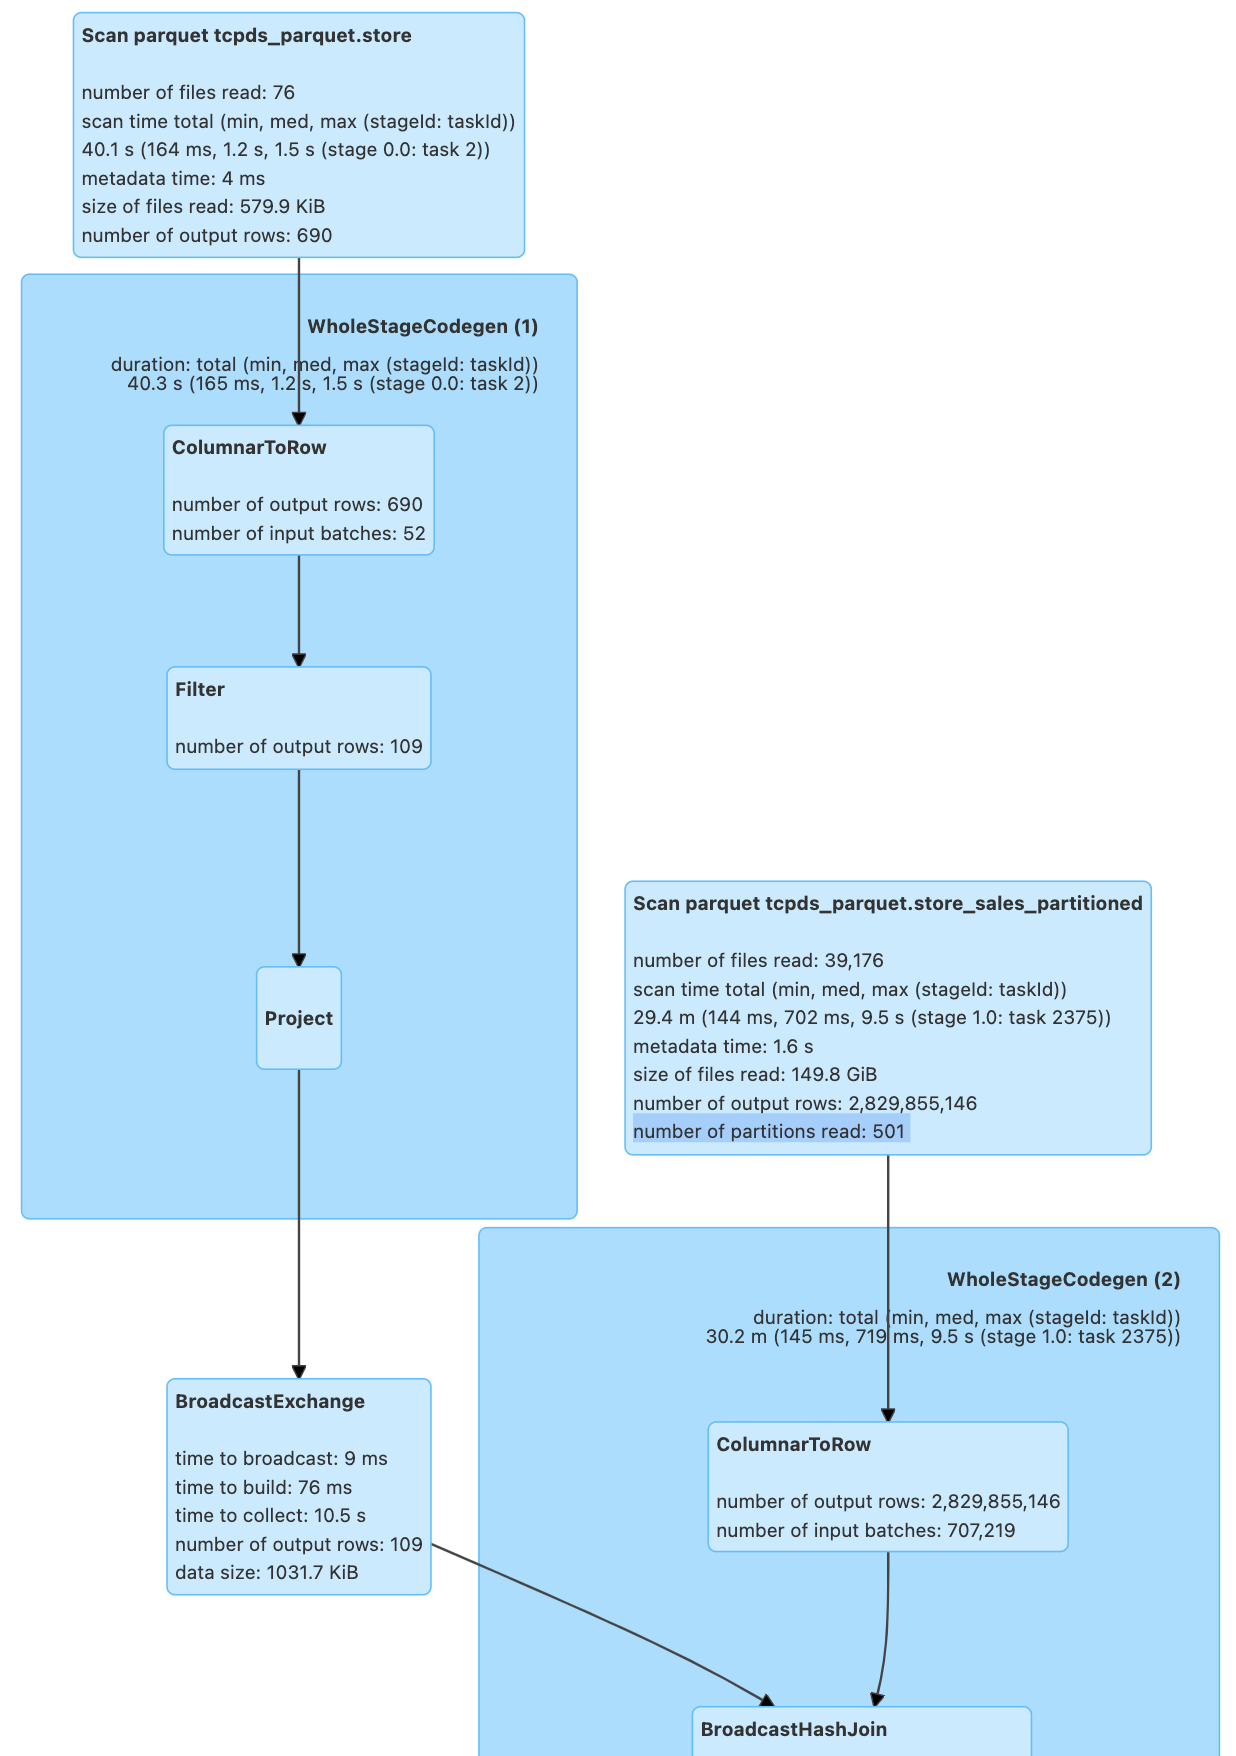 Scan parquet tcpds_parquet.store
number of files read: 76
scan time total (min, med, max (stageId: taskId))
40.1 s (164 ms, 1.2 s, 1.5 s (stage 0.0: task 2))
metadata time: 4 ms
size of files read: 579.9 KiB
number of output rows: 690
WholeStageCodegen (1)
duration: total (min, med, max (stageId: taskId))
40.3 s (165 ms, 1.2 s, 1.5 s (stage 0.0: task 2))
ColumnarToRow
number of output rows: 690
number of input batches: 52
Filter
number of output rows: 109
Project
Scan parquet tcpds_parquet.store_sales_partitioned
number of files read: 39,176
scan time total (min, med, max (stageId: taskId))
29.4 m (144 ms, 702 ms, 9.5 s (stage 1.0: task 2375))
metadata time: 1.6 s
size of files read: 149.8 GiB
number of output rows: 2,829,855,146
number of partitions read: 501
WholeStageCodegen (2)
duration: total (min, med, max (stageId: taskId))
30.2 m (145 ms, 719 ms, 9.5 s (stage 1.0: task 2375))
BroadcastExchange
time to broadcast: 9 ms
time to build: 76 ms
time to collect: 10.5 s
number of output rows: 109
data size: 1031.7 KiB
ColumnarToRow
number of output rows: 2,829,855,146
number of input batches: 707,219
BroadcastHashJoin